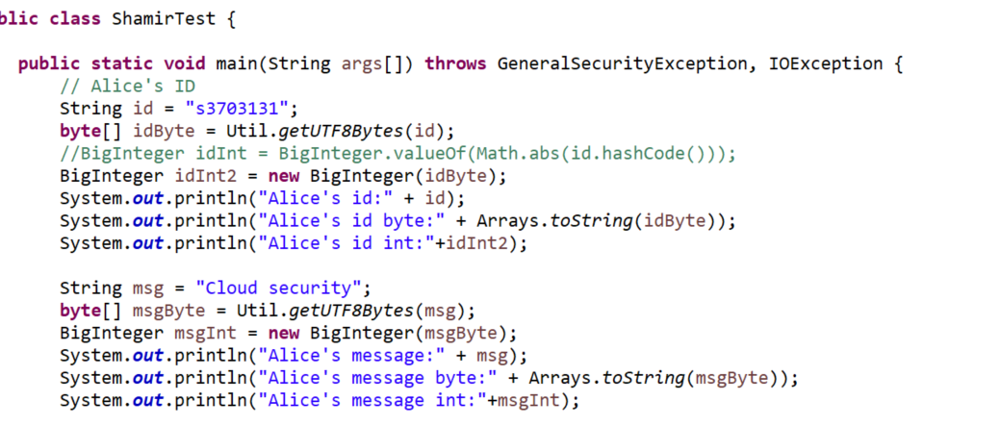 blic class ShamirTest {
public static void main(String args[]) throws GeneralSecurityException, IOException {
// Alice's ID
String id = "s3703131";
byte[] idByte = Util.getUTF8Bytes(id);
//BigInteger idInt = BigInteger.valueOf(Math.abs(id.hashCode()));
BigInteger idInt2 = new BigInteger(idByte);
System.out.println("Alice's id:" + id);
System.out.println("Alice's id byte:" + Arrays.toString(idByte));
System.out.println("Alice's id int:"+idInt2);
String msg = "Cloud security";
byte[] msgByte = Util.getUTF8Bytes(msg);
BigInteger msgInt = new BigInteger(msgByte);
System.out.println("Alice's message:" + msg);
System.out.println("Alice's message byte:" + Arrays.toString(msgByte));
System.out.println("Alice's message int:"+msgInt);